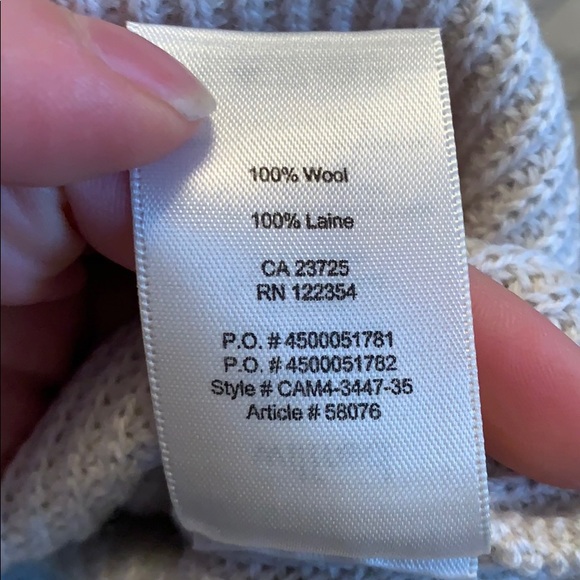 100% Wool
100% Laine
CA 23725
RN 122354
P.O. # 4500051781
P.O. # 4500051782
Style # CAM4-3447-35
Article # 58076